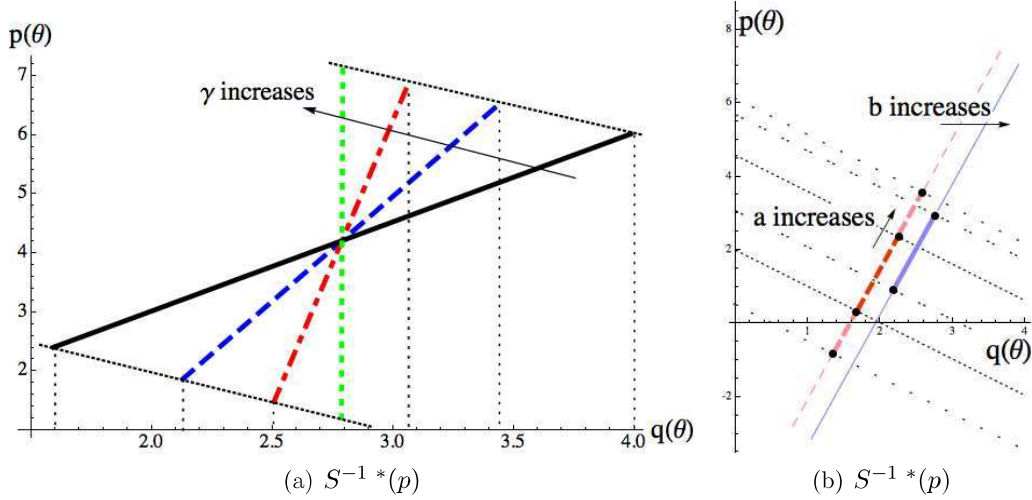 p(θ)
7
6
5
4
3
2
γ increases
2.0 2.5 3.0 3.5 4.0 q(θ)
(a) S⁻¹ *(p)
p(θ)
8
6
4
2
-2
b increases
a increases
1 2 3 4
q(θ)
(b) S⁻¹ *(p)